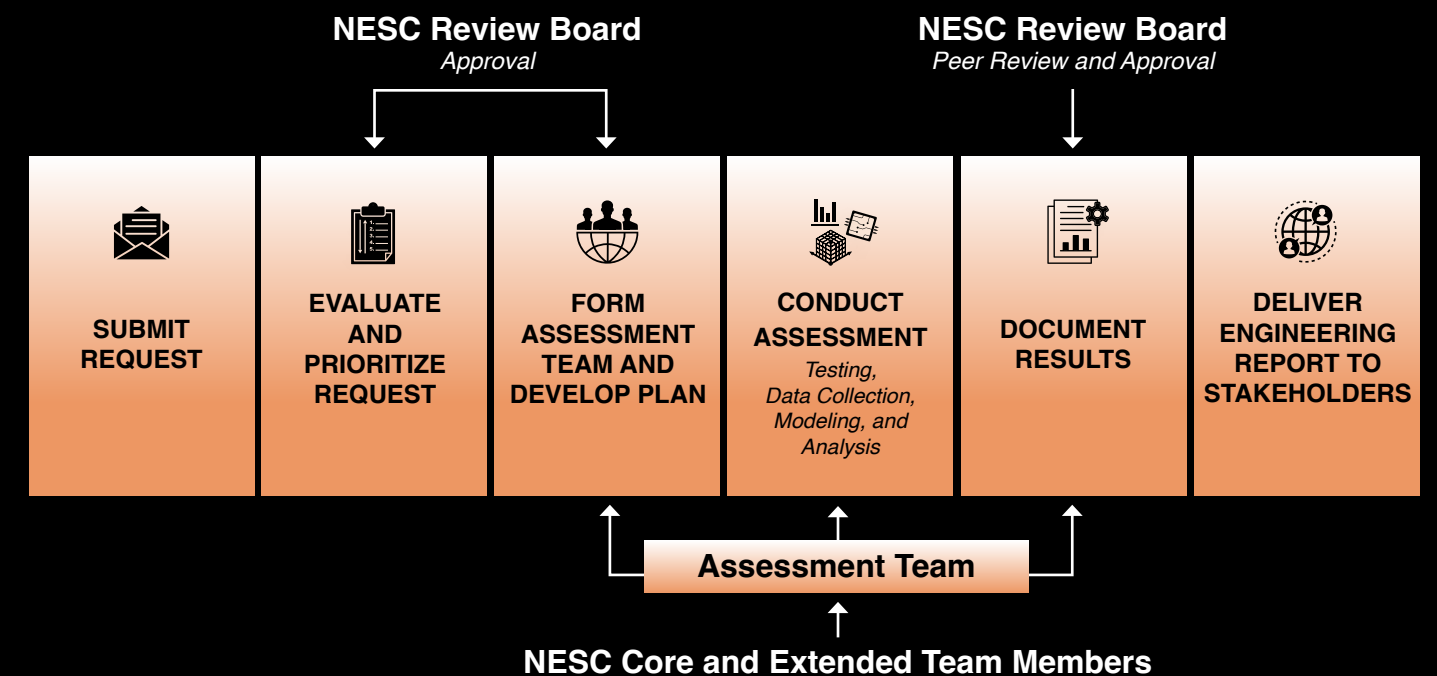 NESC Review Board
Approval
NESC Review Board
Peer Review and Approval
SUBMIT
REQUEST
EVALUATE
AND
PRIORITIZE
REQUEST
FORM
ASSESSMENT
TEAM AND
DEVELOP PLAN
CONDUCT
ASSESSMENT
Testing,
Data Collection,
Modeling, and
Analysis
DOCUMENT
RESULTS
DELIVER
ENGINEERING
REPORT TO
STAKEHOLDERS
Assessment Team
NESC Core and Extended Team Members